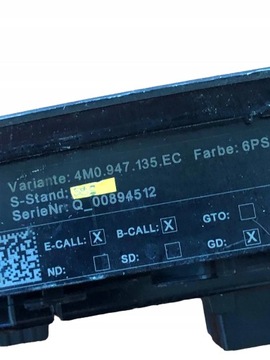 Variante: 4M0.947.135.EC Farbe: 6PS
S-Stand:
SerieNr: Q_00894512
E-CALL: ☒ B-CALL: ☒ GTO: ☐
ND: ☐ SD: ☐ GD: ☒